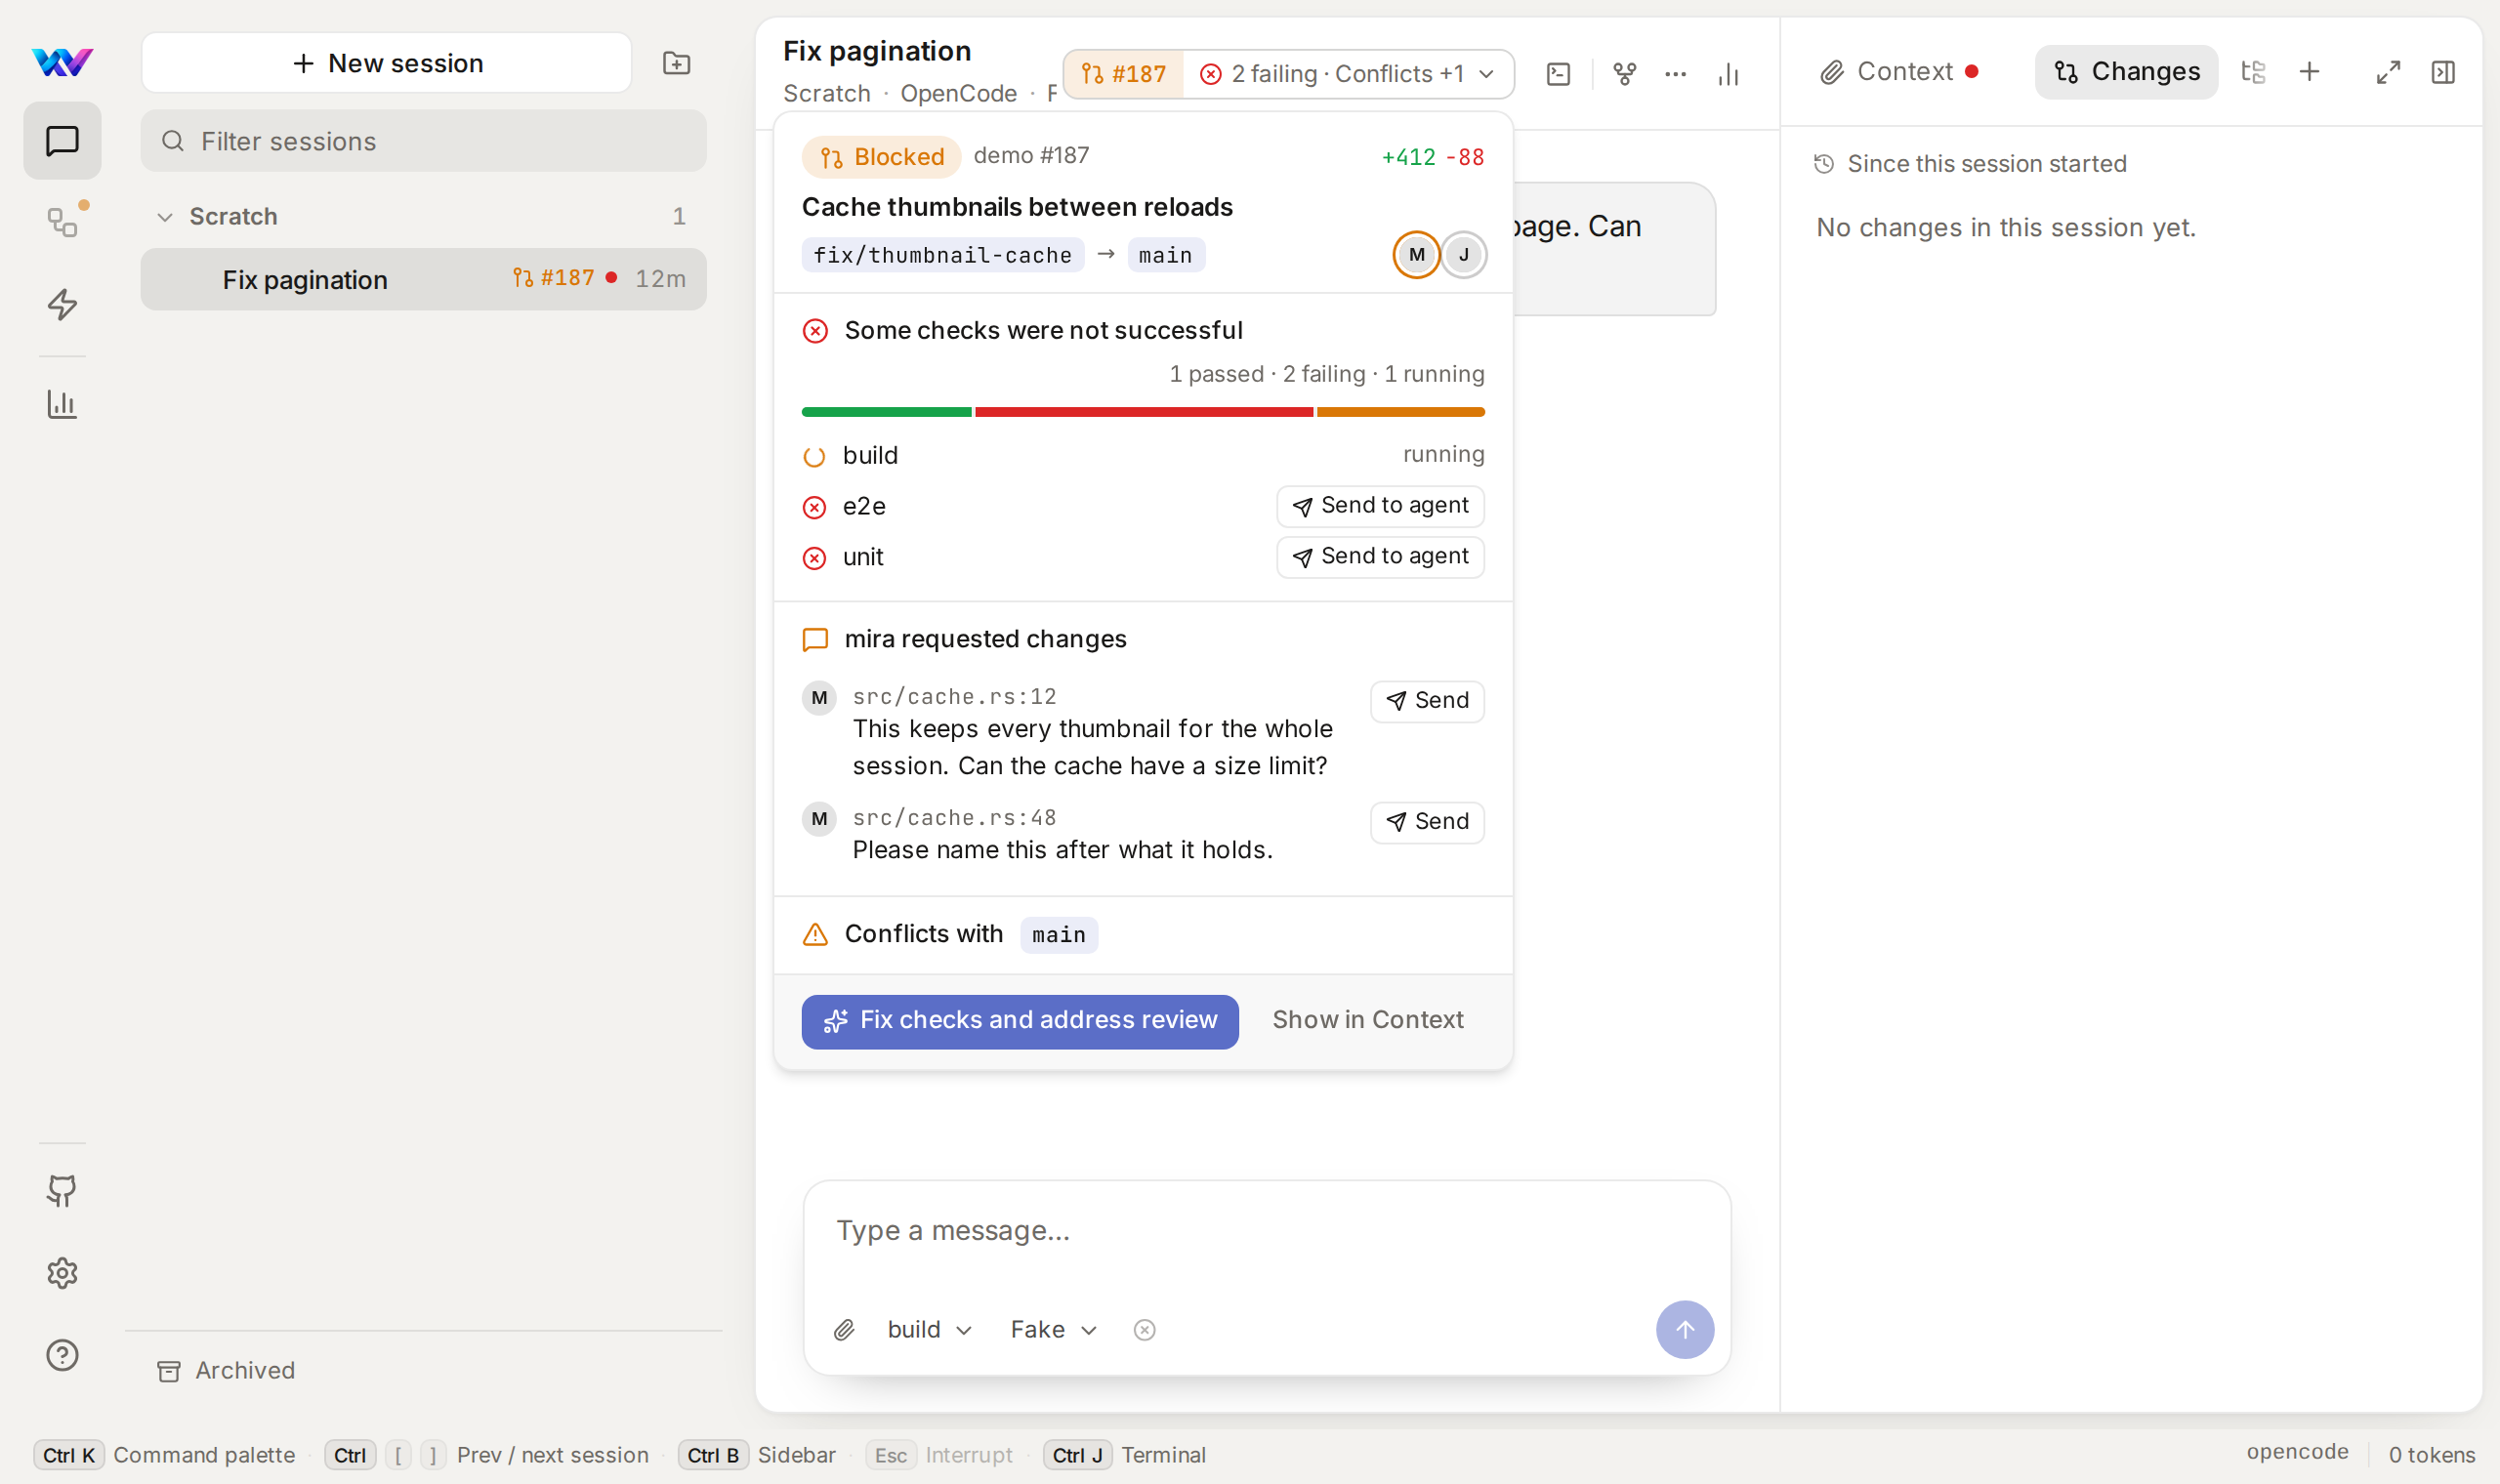 New session
Filter sessions
Scratch 1
Fix pagination #187 12m
Archived
Fix pagination
Scratch · OpenCode · F
#187 2 failing · Conflicts +1
Context
Changes
Since this session started
No changes in this session yet.
page. Can
Blocked demo #187 +412 -88
Cache thumbnails between reloads
fix/thumbnail-cache → main M J
Some checks were not successful
1 passed · 2 failing · 1 running
build running
e2e Send to agent
unit Send to agent
mira requested changes
M src/cache.rs:12 Send
This keeps every thumbnail for the whole
session. Can the cache have a size limit?
M src/cache.rs:48 Send
Please name this after what it holds.
Conflicts with main
Fix checks and address review Show in Context
Type a message...
build Fake
Ctrl K Command palette · Ctrl [ ] Prev / next session · Ctrl B Sidebar · Esc Interrupt · Ctrl J Terminal
opencode 0 tokens